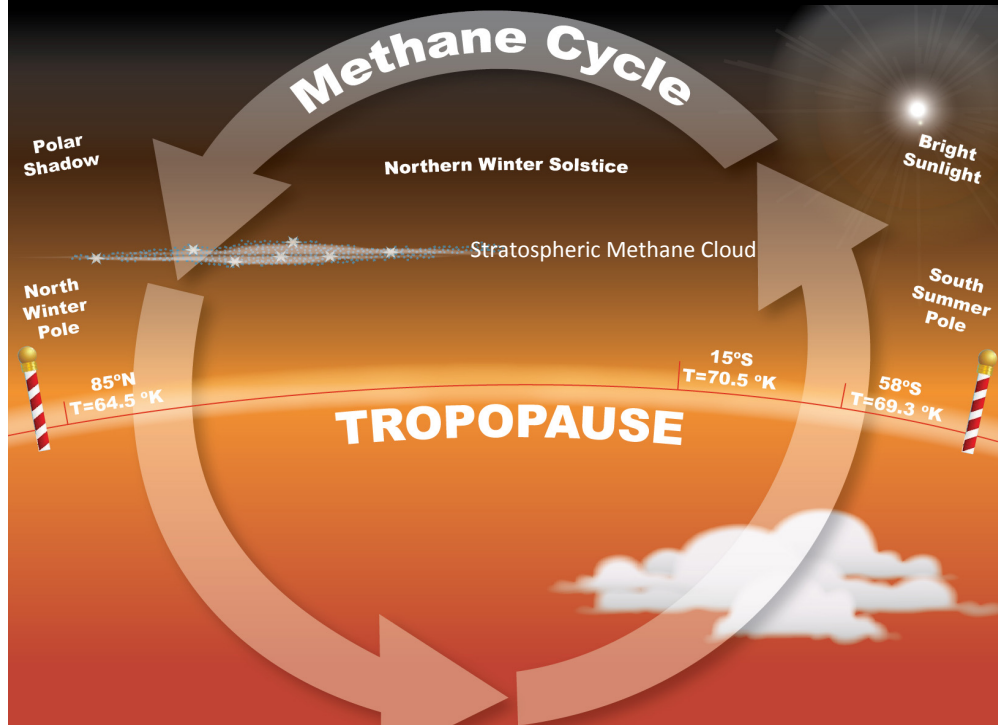 Methane Cycle
Polar
Shadow
Northern Winter Solstice
Bright
Sunlight
Stratospheric Methane Cloud
North
Winter
Pole
South
Summer
Pole
85ºN
T=64.5 ºK
15ºS
T=70.5 ºK
58ºS
T=69.3 ºK
TROPOPAUSE